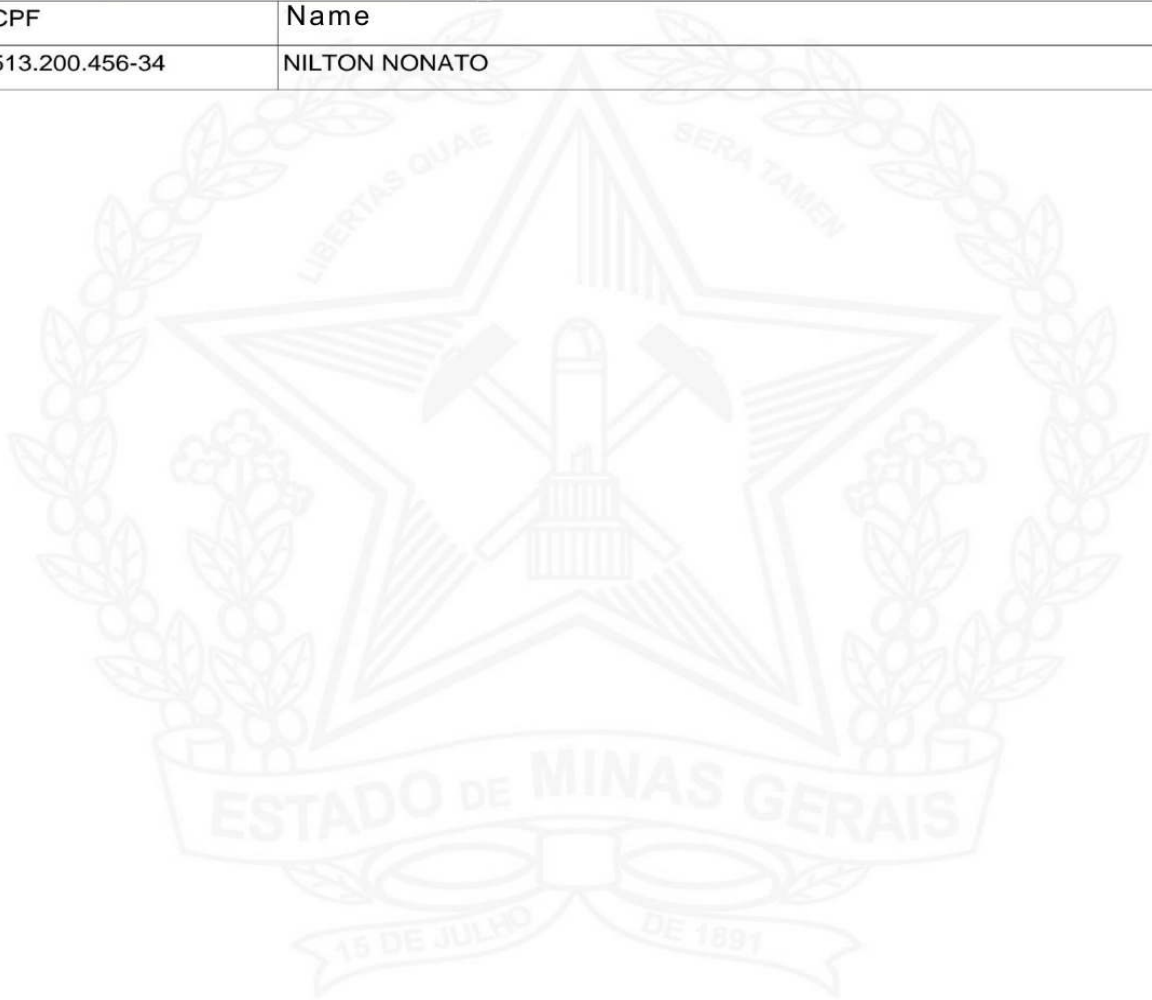 CPF Name
513.200.456-34 NILTON NONATO
LIBERTAS QUAE SERA TAMEN
ESTADO DE MINAS GERAIS
15 DE JULHO DE 1891